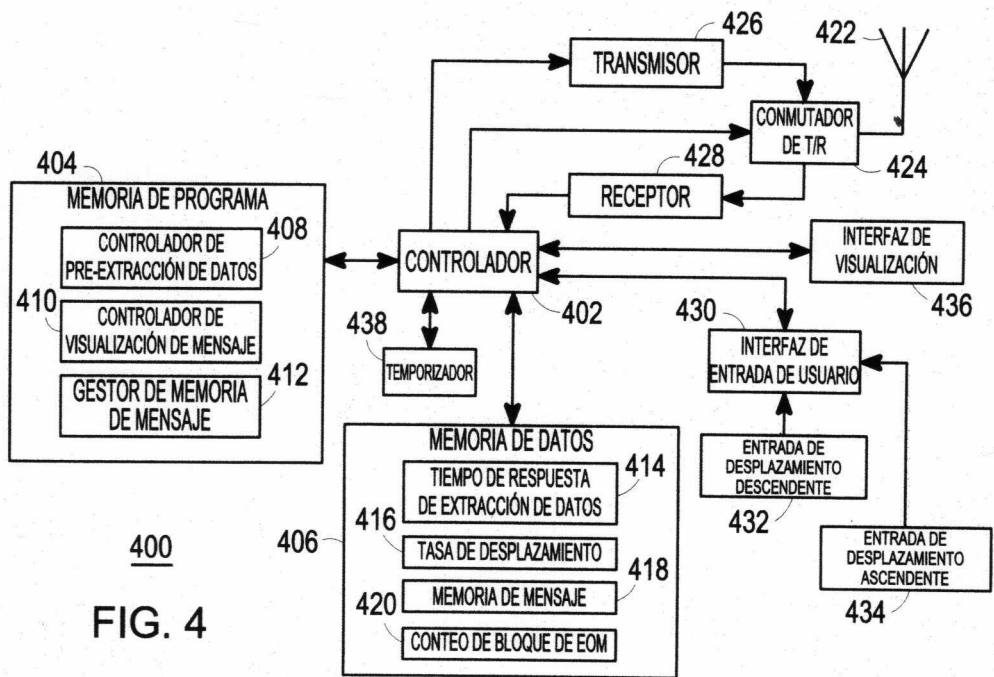 426
422
TRANSMISOR
CONMUTADOR
DE T/R
424
428
RECEPTOR
404
MEMORIA DE PROGRAMA
CONTROLADOR DE
PRE-EXTRACCIÓN DE DATOS
408
410
CONTROLADOR DE
VISUALIZACIÓN DE MENSAJE
GESTOR DE MEMORIA
DE MENSAJE
412
CONTROLADOR
402
INTERFAZ DE
VISUALIZACIÓN
436
438
TEMPORIZADOR
430
INTERFAZ DE
ENTRADA DE USUARIO
MEMORIA DE DATOS
TIEMPO DE RESPUESTA
DE EXTRACCIÓN DE DATOS
414
416
TASA DE DESPLAZAMIENTO
406
418
MEMORIA DE MENSAJE
420
CONTEO DE BLOQUE DE EOM
ENTRADA DE
DESPLAZAMIENTO
DESCENDENTE
432
ENTRADA DE
DESPLAZAMIENTO
ASCENDENTE
434
400
FIG. 4